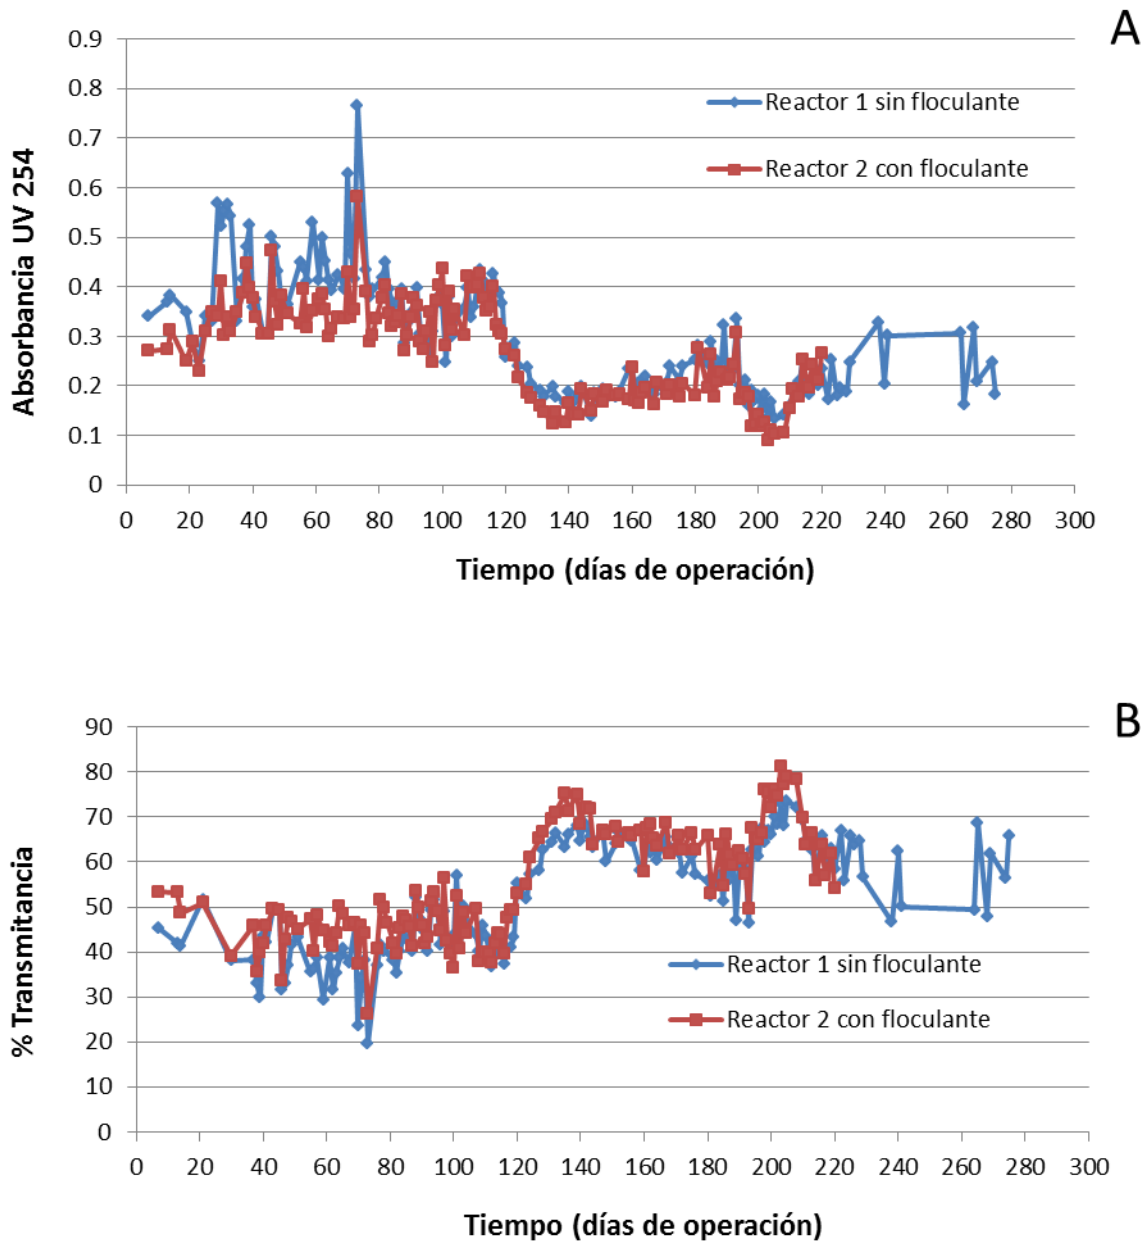 A
0.9
0.8
0.7
0.6
0.5
0.4
0.3
0.2
0.1
0
Absorbancia UV 254
Reactor 1 sin floculante
Reactor 2 con floculante
0 20 40 60 80 100 120 140 160 180 200 220 240 260 280 300
Tiempo (días de operación)
B
90
80
70
60
50
40
30
20
10
0
% Transmitancia
Reactor 1 sin floculante
Reactor 2 con floculante
0 20 40 60 80 100 120 140 160 180 200 220 240 260 280 300
Tiempo (días de operación)